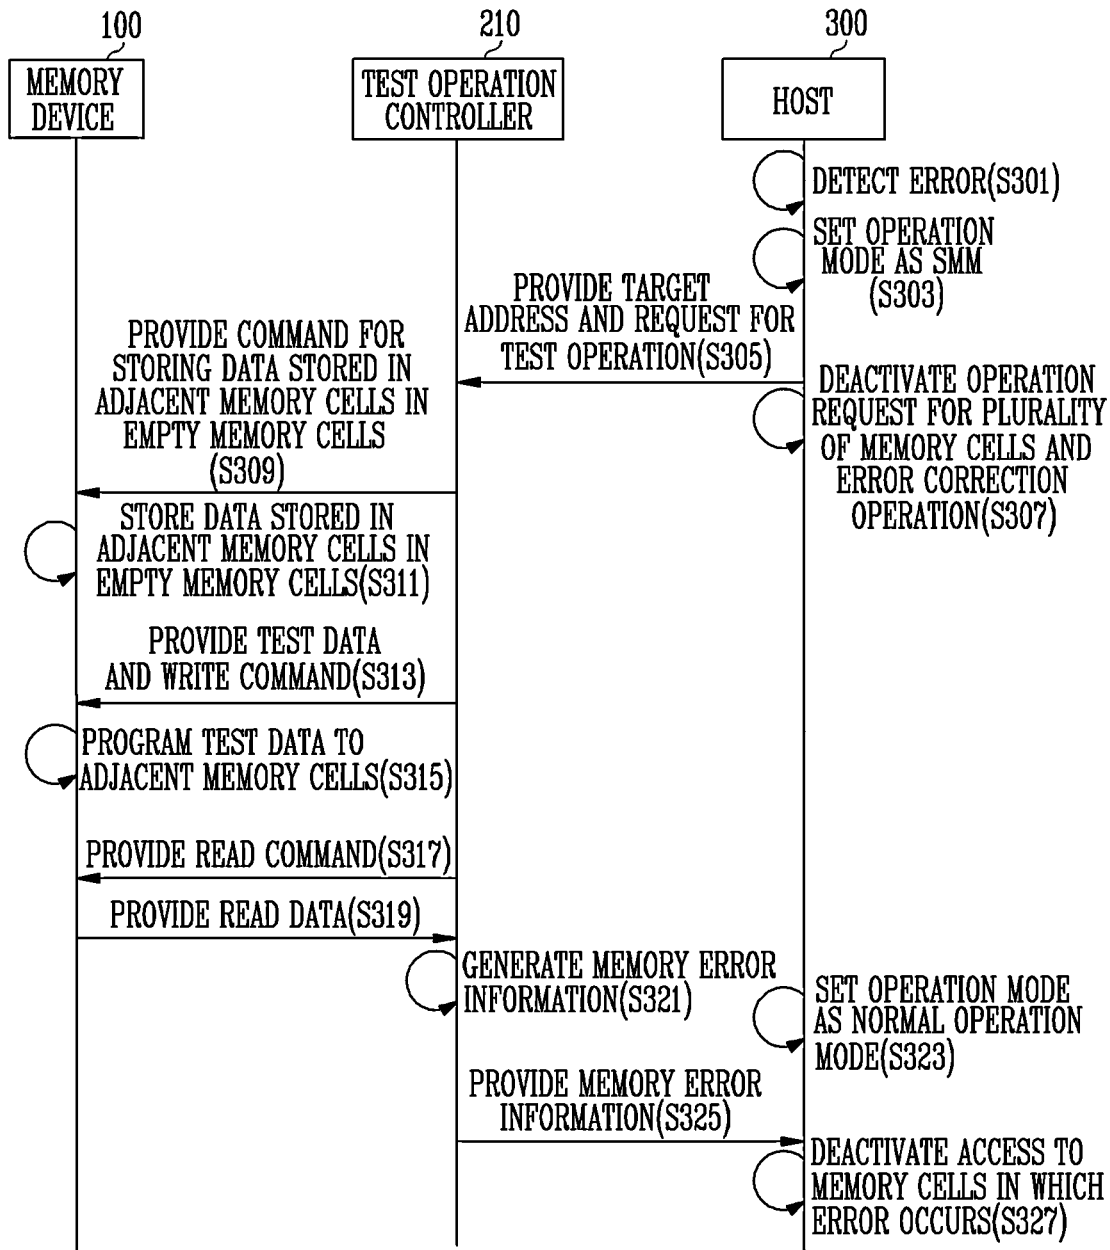 100
210
300
MEMORY
DEVICE
TEST OPERATION
CONTROLLER
HOST
DETECT ERROR(S301)
SET OPERATION
MODE AS SMM
(S303)
PROVIDE TARGET
ADDRESS AND REQUEST FOR
TEST OPERATION(S305)
DEACTIVATE OPERATION
REQUEST FOR PLURALITY
OF MEMORY CELLS AND
ERROR CORRECTION
OPERATION(S307)
PROVIDE COMMAND FOR
STORING DATA STORED IN
ADJACENT MEMORY CELLS IN
EMPTY MEMORY CELLS
(S309)
STORE DATA STORED IN
ADJACENT MEMORY CELLS IN
EMPTY MEMORY CELLS(S311)
PROVIDE TEST DATA
AND WRITE COMMAND(S313)
PROGRAM TEST DATA TO
ADJACENT MEMORY CELLS(S315)
PROVIDE READ COMMAND(S317)
PROVIDE READ DATA(S319)
GENERATE MEMORY ERROR
INFORMATION(S321)
SET OPERATION MODE
AS NORMAL OPERATION
MODE(S323)
PROVIDE MEMORY ERROR
INFORMATION(S325)
DEACTIVATE ACCESS TO
MEMORY CELLS IN WHICH
ERROR OCCURS(S327)